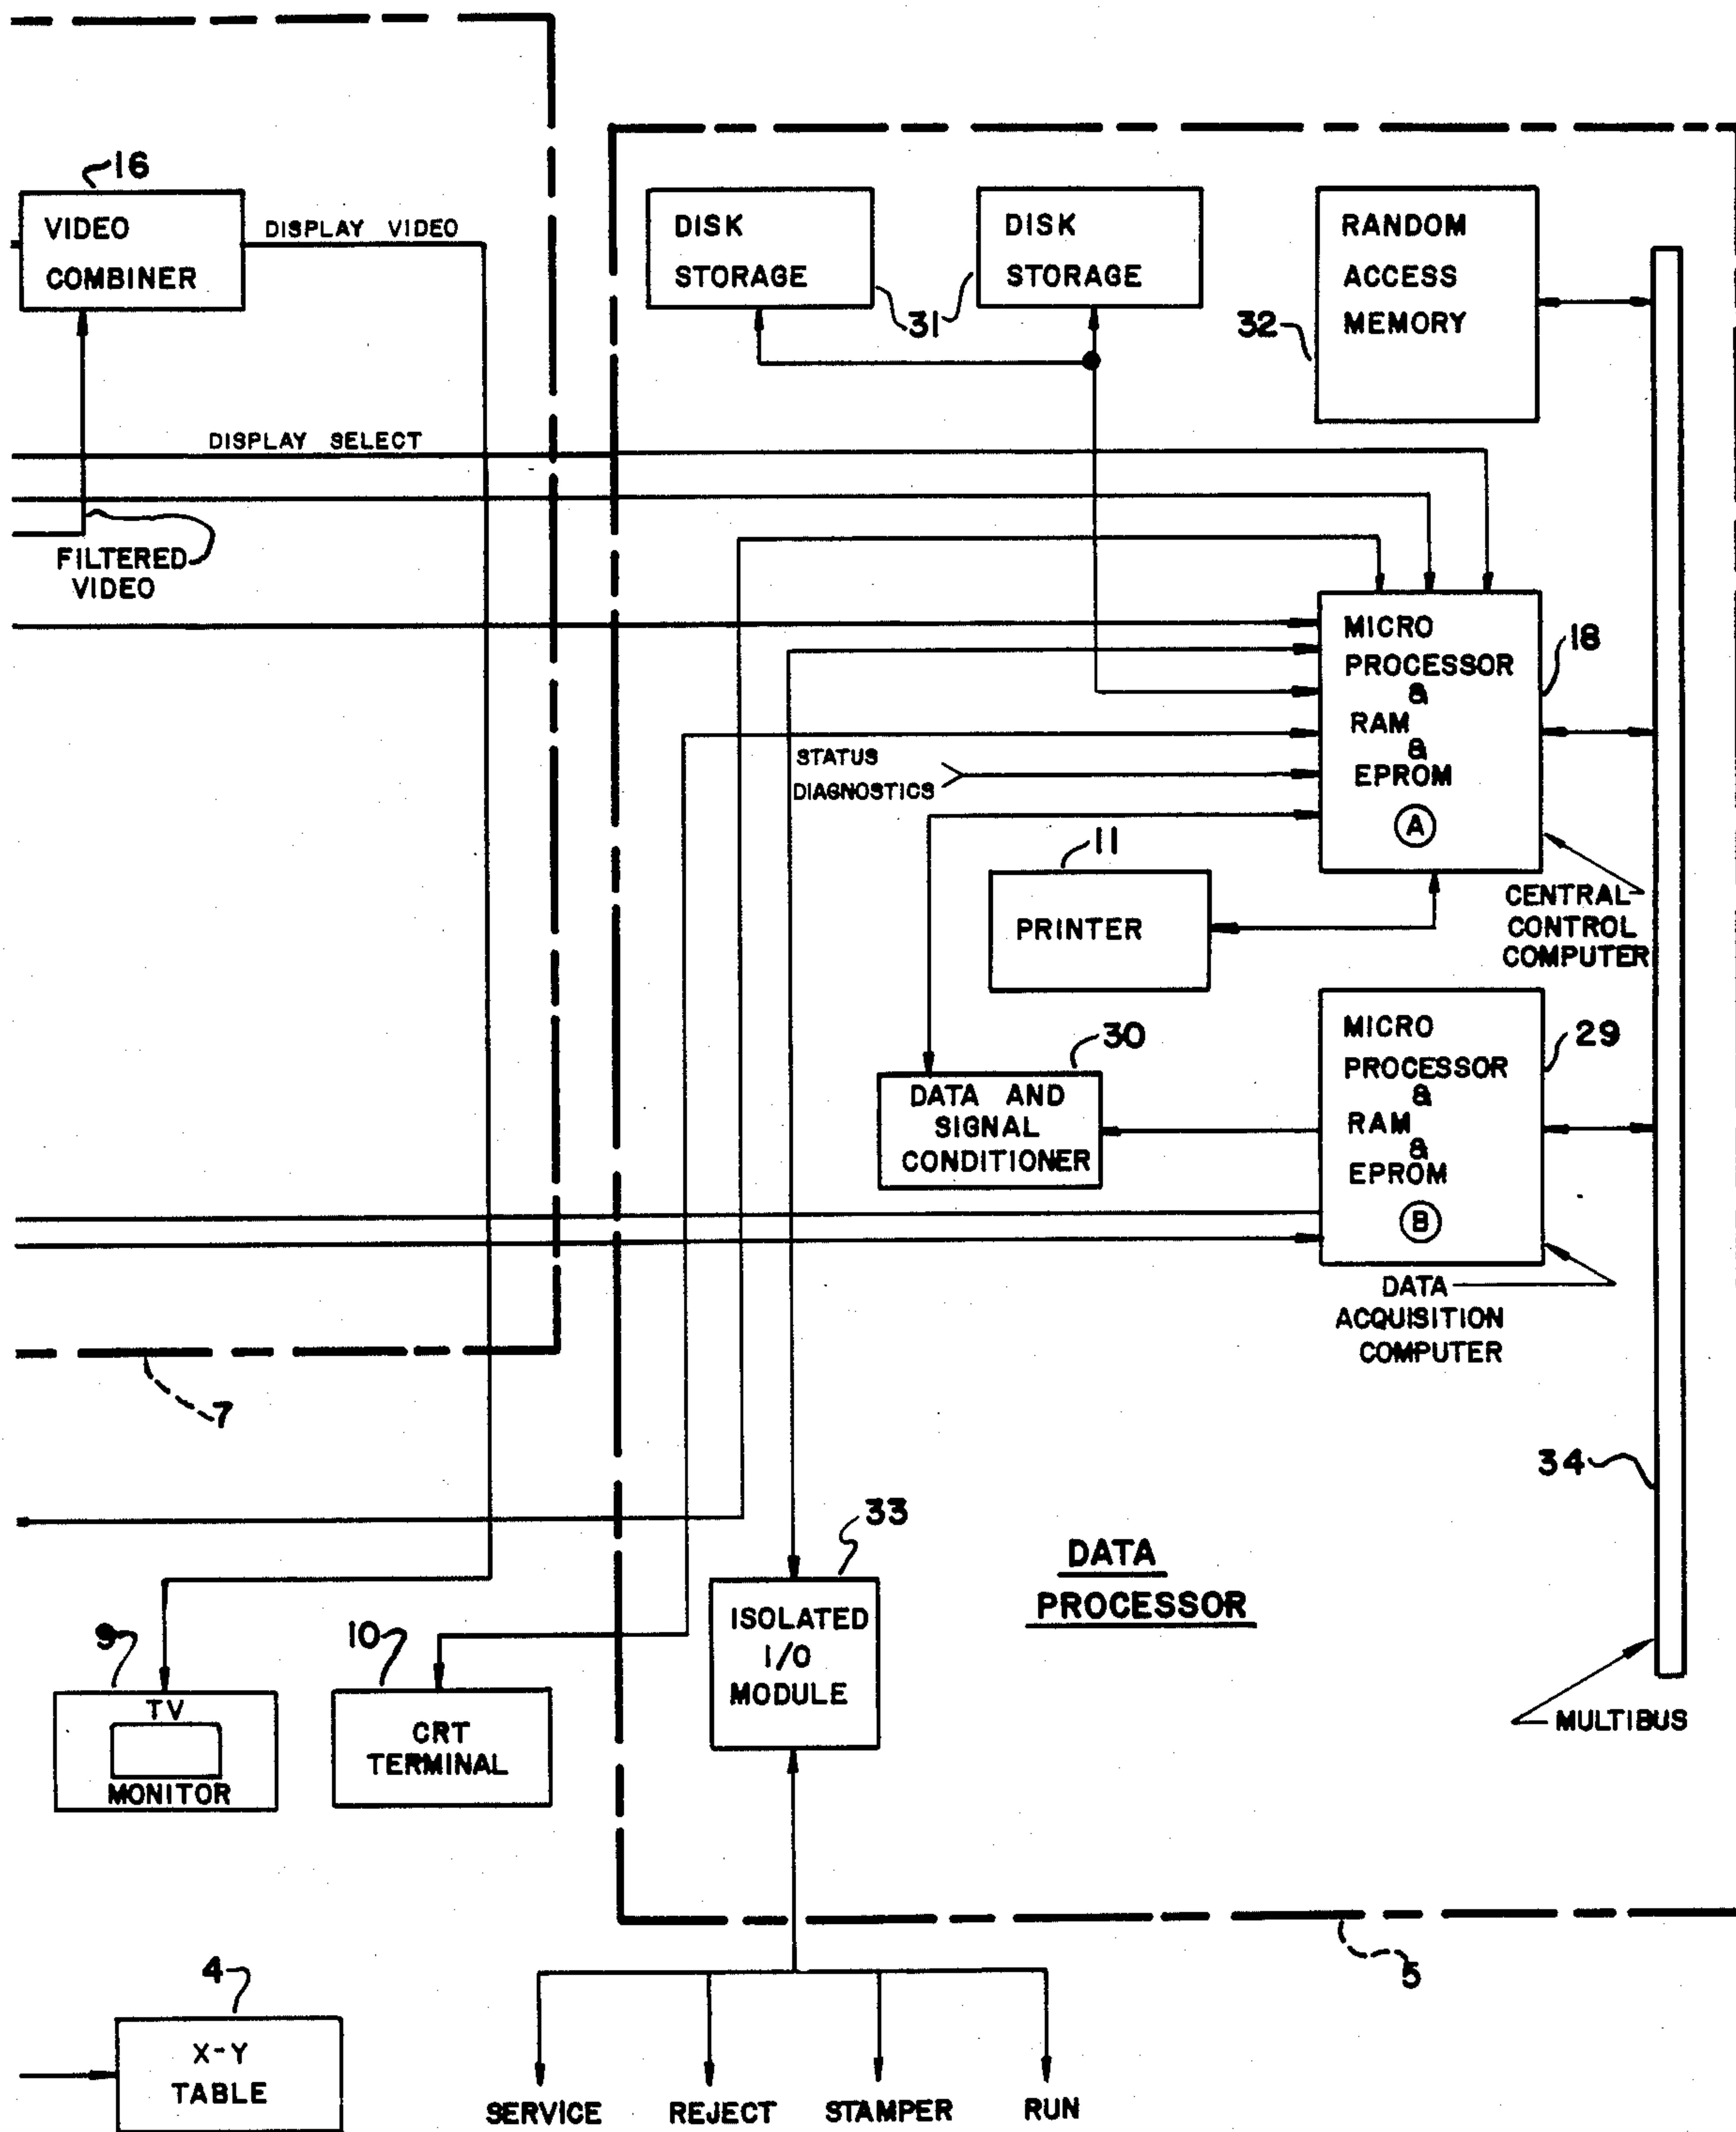 16
VIDEO
COMBINER
DISPLAY VIDEO
DISK
STORAGE
DISK
STORAGE
31
RANDOM
ACCESS
MEMORY
32
DISPLAY SELECT
FILTERED
VIDEO
MICRO
PROCESSOR
&
RAM
&
EPROM
A
18
STATUS
DIAGNOSTICS
CENTRAL
CONTROL
COMPUTER
11
PRINTER
30
DATA AND
SIGNAL
CONDITIONER
MICRO
PROCESSOR
&
RAM
&
EPROM
B
29
DATA
ACQUISITION
COMPUTER
7
34
33
ISOLATED
I/O
MODULE
DATA
PROCESSOR
9
TV
MONITOR
10
CRT
TERMINAL
MULTIBUS
5
4
X-Y
TABLE
SERVICE
REJECT
STAMPER
RUN